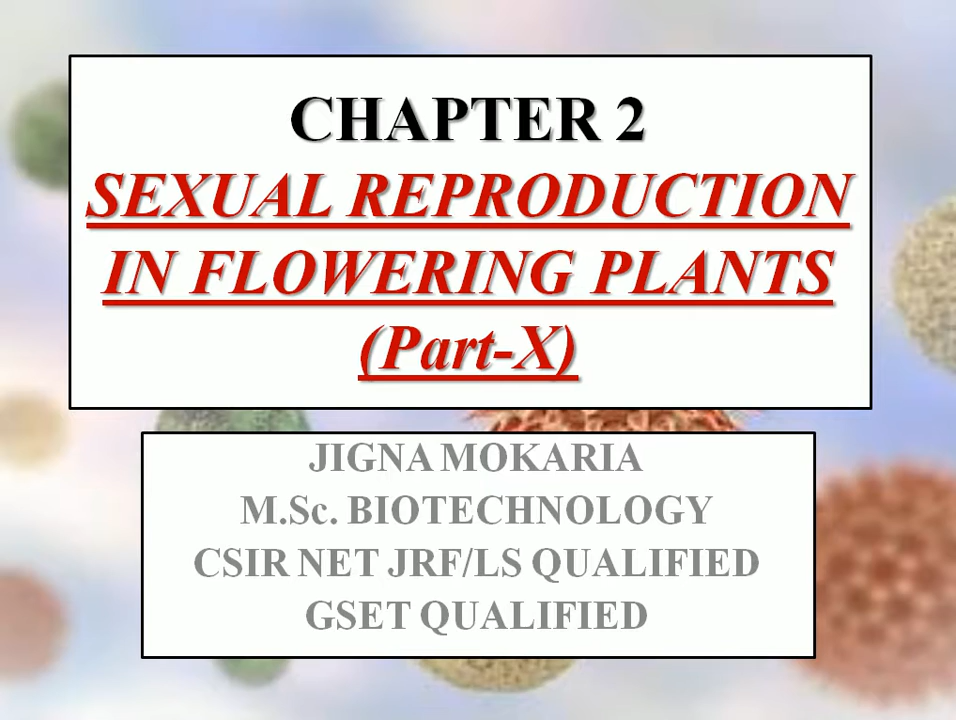 CHAPTER 2
SEXUAL REPRODUCTION
IN FLOWERING PLANTS
(Part-X)
JIGNA MOKARIA
M.Sc. BIOTECHNOLOGY
CSIR NET JRF/LS QUALIFIED
GSET QUALIFIED